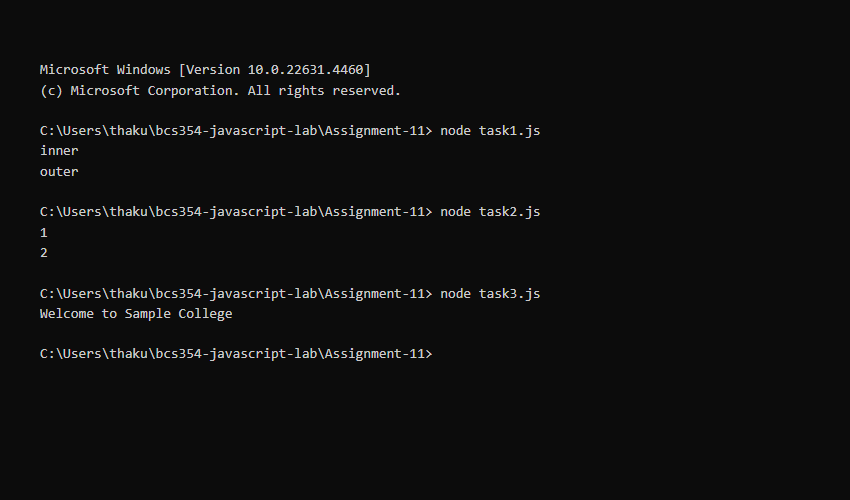 Microsoft Windows [Version 10.0.22631.4460]
(c) Microsoft Corporation. All rights reserved.
C:\Users\thaku\bcs354-javascript-lab\Assignment-11> node task1.js
inner
outer
C:\Users\thaku\bcs354-javascript-lab\Assignment-11> node task2.js
1
2
C:\Users\thaku\bcs354-javascript-lab\Assignment-11> node task3.js
Welcome to Sample College
C:\Users\thaku\bcs354-javascript-lab\Assignment-11>